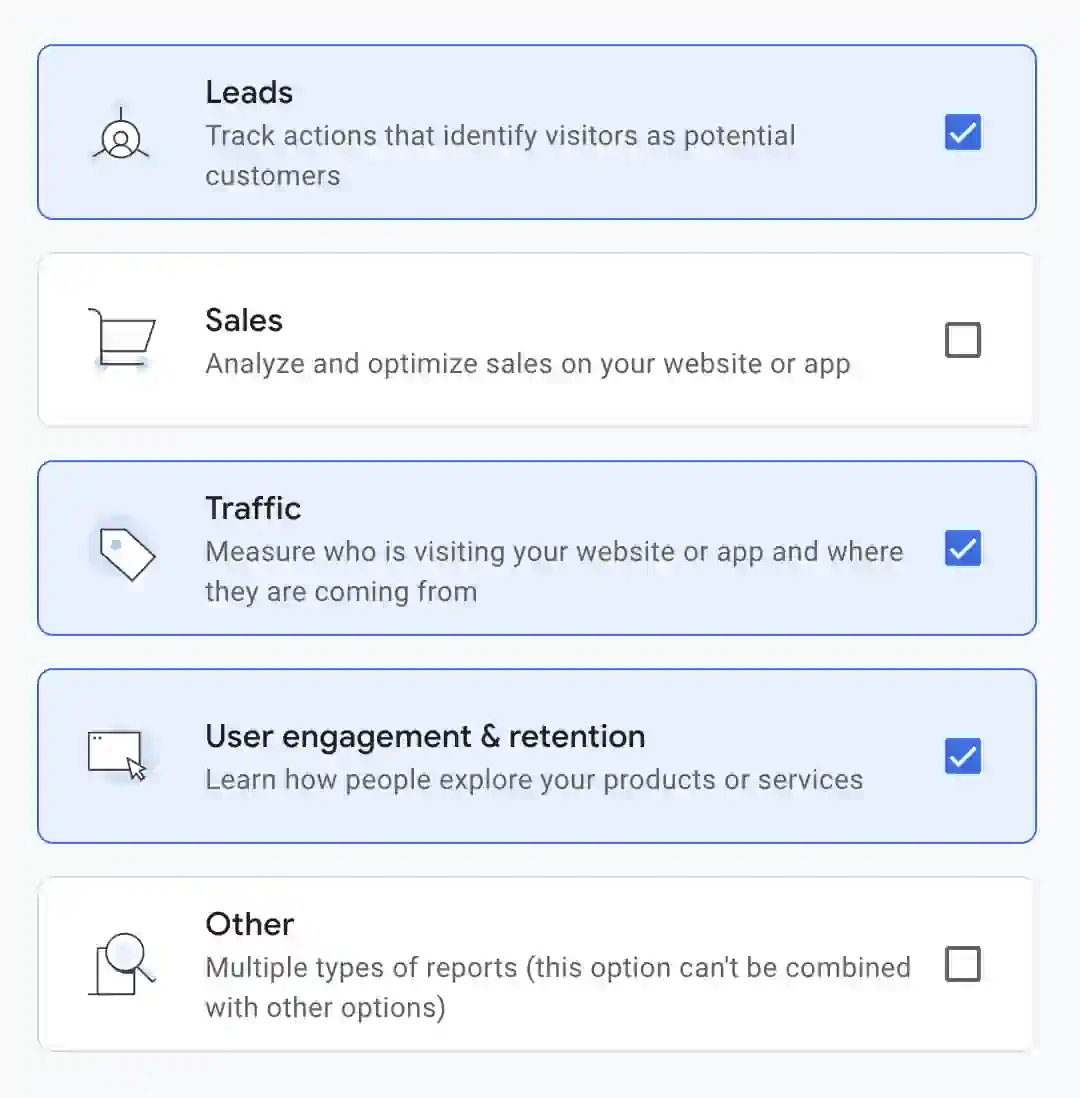 Leads
Track actions that identify visitors as potential
customers
Sales
Analyze and optimize sales on your website or app
Traffic
Measure who is visiting your website or app and where
they are coming from
User engagement & retention
Learn how people explore your products or services
Other
Multiple types of reports (this option can't be combined
with other options)